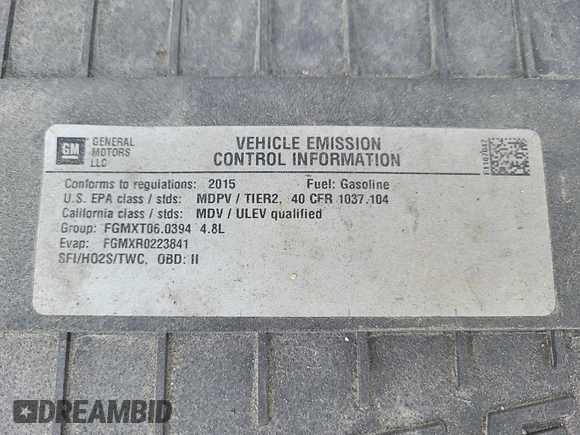 GM
GENERAL
MOTORS
LLC
VEHICLE EMISSION
CONTROL INFORMATION
Conforms to regulations: 2015 Fuel: Gasoline
U.S. EPA class / stds: MDPV / TIER2, 40 CFR 1037.104
California class / stds: MDV / ULEV qualified
Group: FGMXT06.0394 4.8L
Evap: FGMXR0223841
SFI/HO2S/TWC, OBD: II
DREAMBID